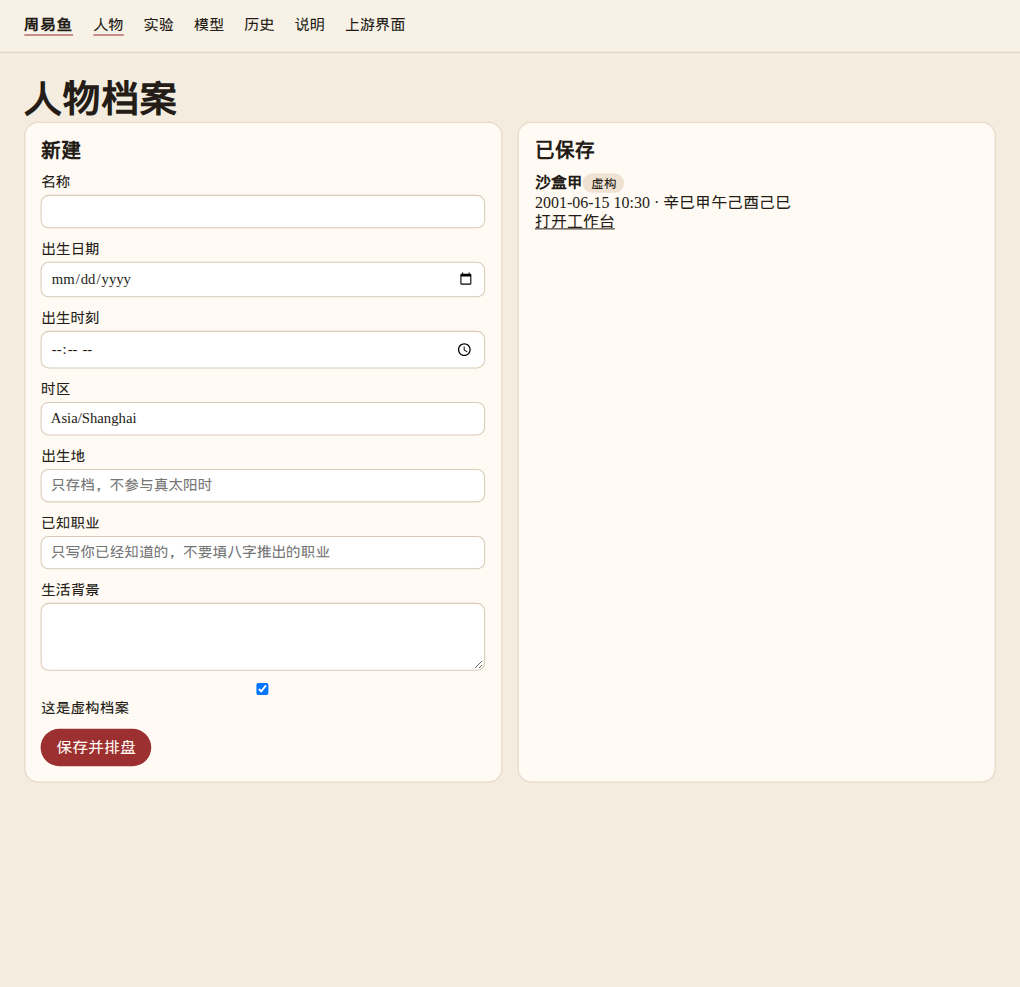 周易鱼 人物 实验 模型 历史 说明 上游界面
人物档案
新建
名称
出生日期
mm/dd/yyyy
出生时刻
--:-- --
时区
Asia/Shanghai
出生地
只存档，不参与真太阳时
已知职业
只写你已经知道的，不要填八字推出的职业
生活背景
这是虚构档案
保存并排盘
已保存
沙盒甲 虚构
2001-06-15 10:30 · 辛巳甲午己酉己巳
打开工作台